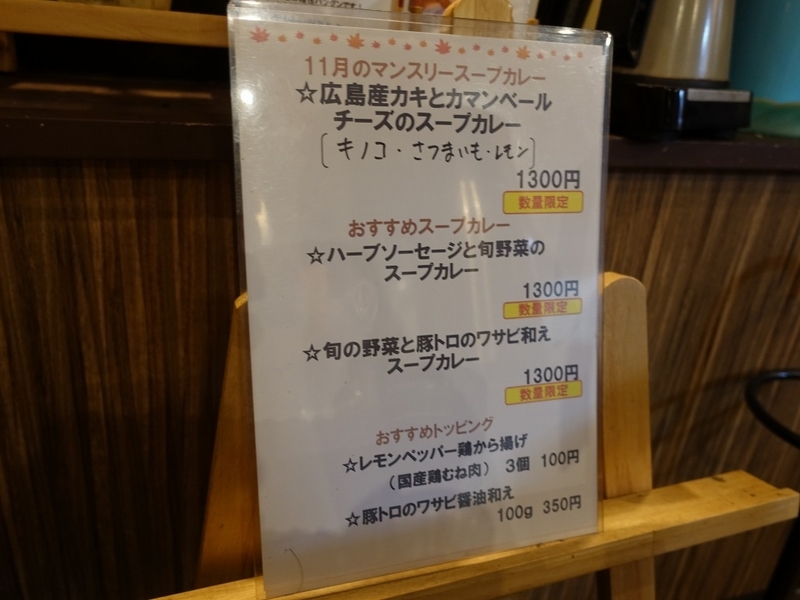 11月のマンスリースープカレー
☆広島産カキとカマンベール
チーズのスープカレー
[キノコ・さつまいも・レモン]
1300円
数量限定
おすすめスープカレー
☆ハーブソーセージと旬野菜の
スープカレー
1300円
数量限定
☆旬の野菜と豚トロのワサビ和え
スープカレー
1300円
数量限定
おすすめトッピング
☆レモンペッパー鶏から揚げ
(国産鶏むね肉) 3個 100円
☆豚トロのワサビ醤油和え
100g 350円